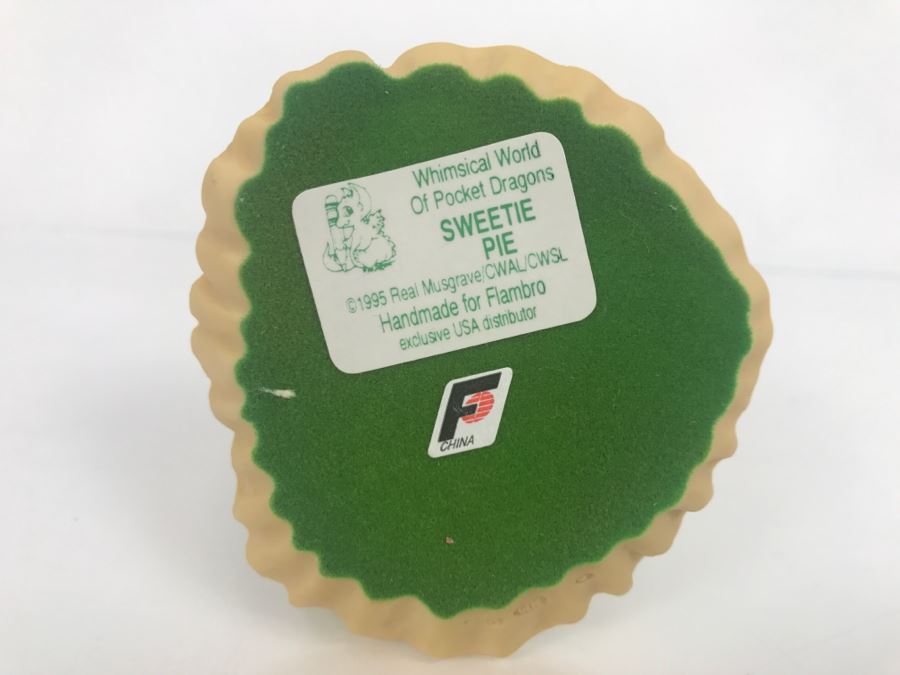 Whimsical World
Of Pocket Dragons
SWEETIE
PIE
©1995 Real Musgrave/CWAL/CWSL
Handmade for Flambro
exclusive USA distributor
F
CHINA